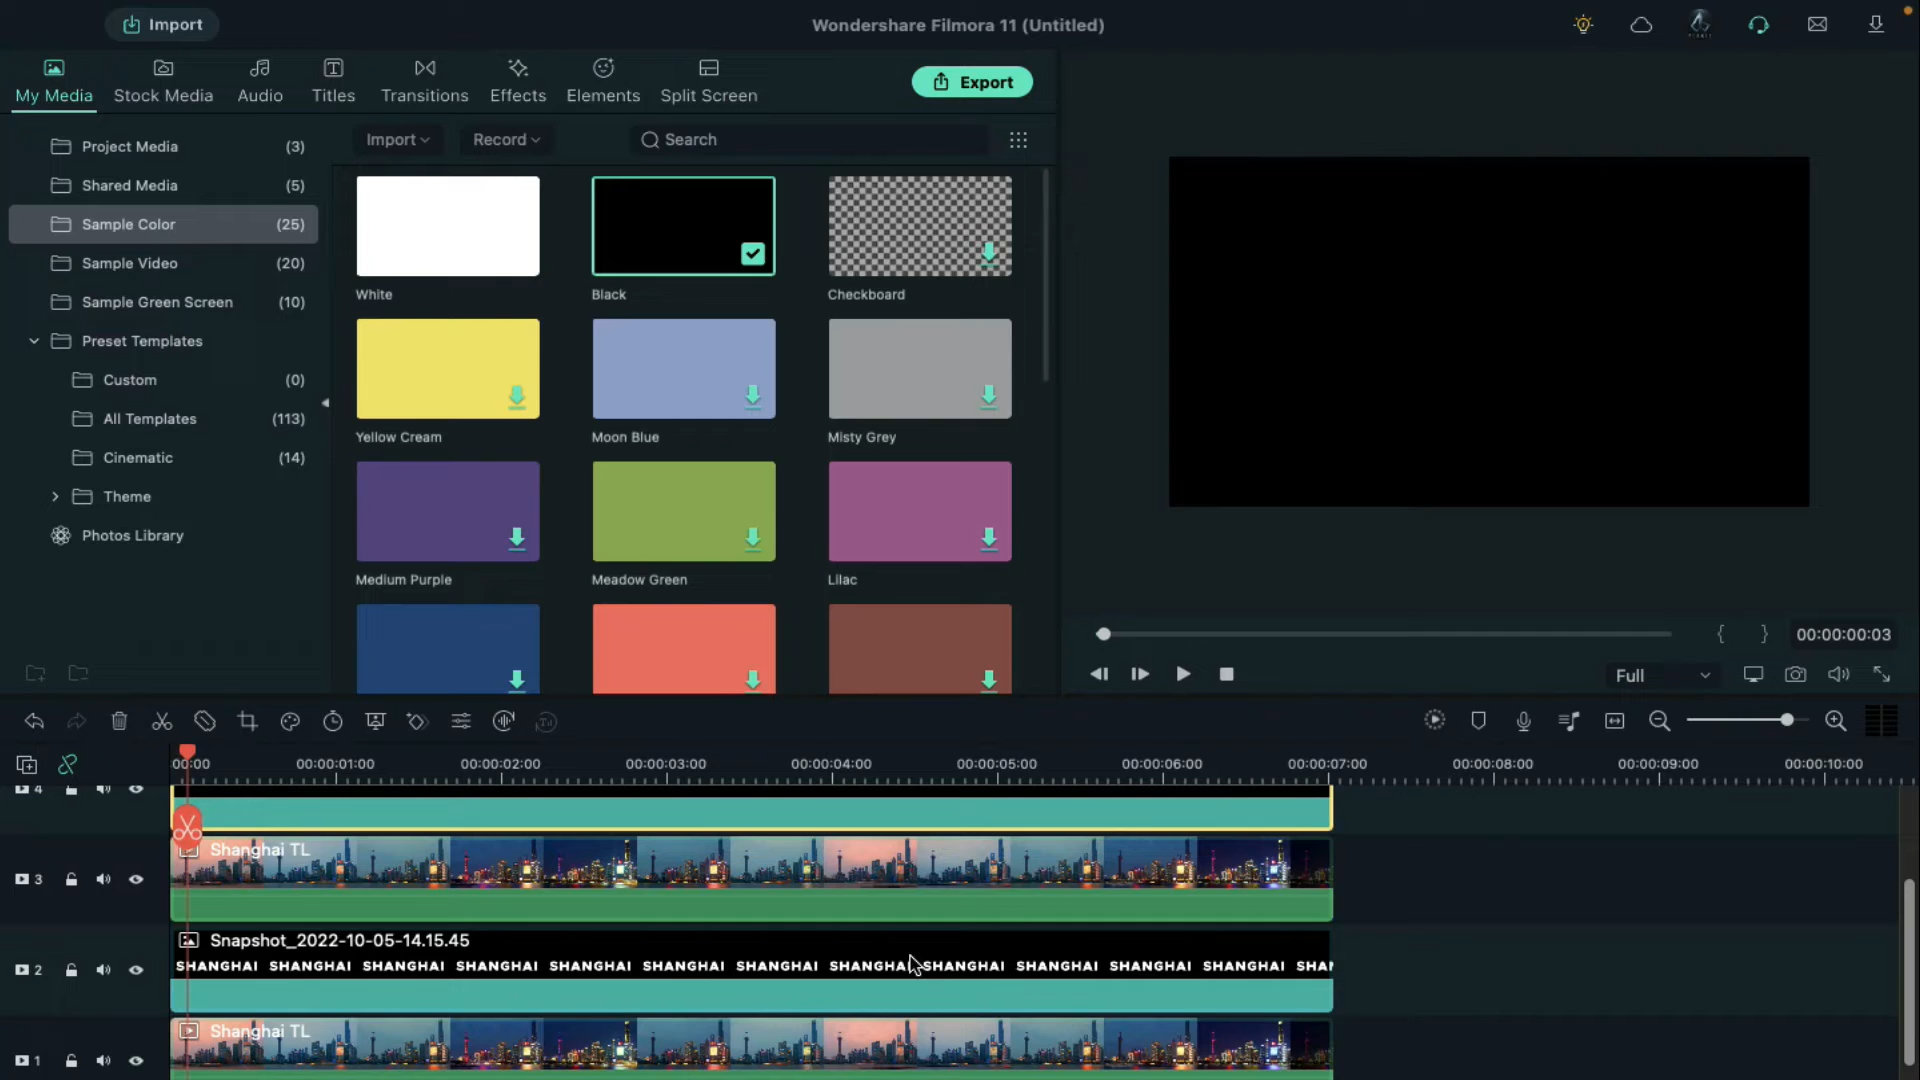 Import
Wondershare Filmora 11 (Untitled)
My Media
Stock Media
Audio
Titles
Transitions
Effects
Elements
Split Screen
Export
Project Media (3)
Shared Media (5)
Sample Color (25)
Sample Video (20)
Sample Green Screen (10)
Preset Templates
Custom (0)
All Templates (113)
Cinematic (14)
Theme
Photos Library
Import
Record
Search
White
Black
Checkboard
Yellow Cream
Moon Blue
Misty Grey
Medium Purple
Meadow Green
Lilac
{ }
00:00:00:03
Full
00:00
00:00:01:00
00:00:02:00
00:00:03:00
00:00:04:00
00:00:05:00
00:00:06:00
00:00:07:00
00:00:08:00
00:00:09:00
00:00:10:00
4
Shanghai TL
3
Snapshot_2022-10-05-14.15.45
2
SHANGHAI SHANGHAI SHANGHAI SHANGHAI SHANGHAI SHANGHAI SHANGHAI SHANGHAI SHANGHAI SHANGHAI SHANGHAI SHANGHAI SHAN
Shanghai TL
1